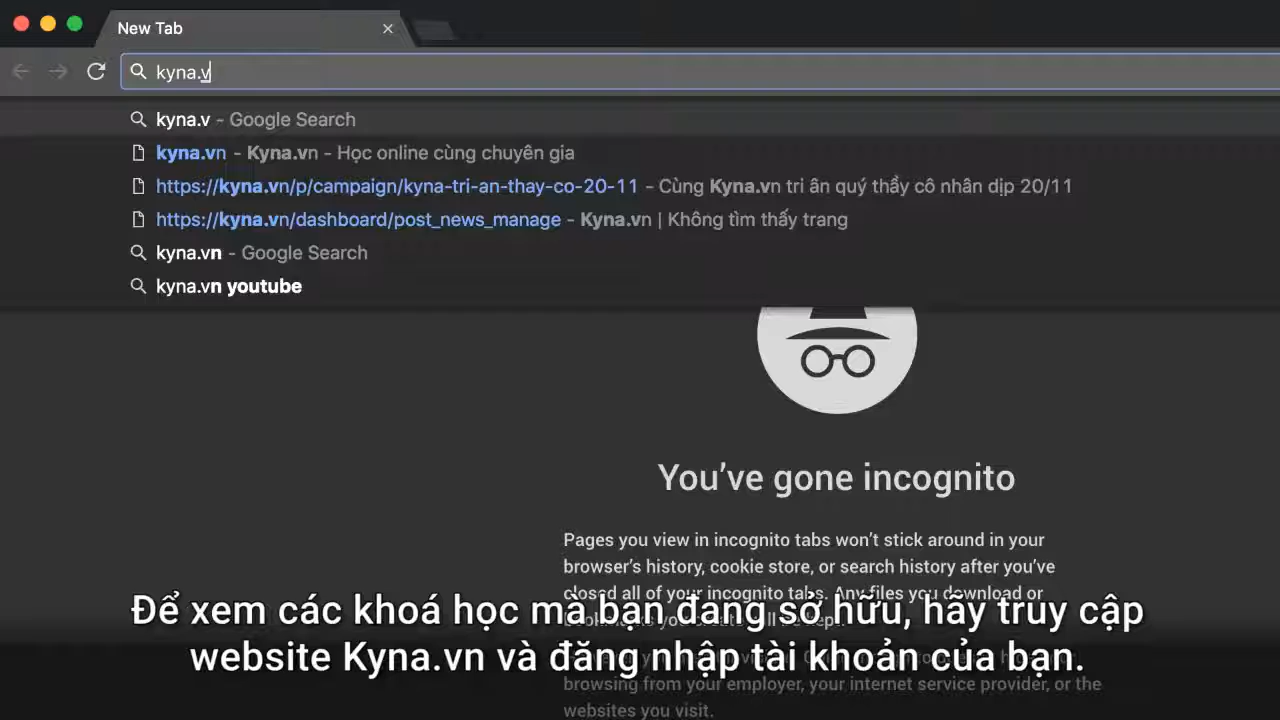 New Tab
kyna.v
kyna.v - Google Search
kyna.vn - Kyna.vn - Học online cùng chuyên gia
https://kyna.vn/p/campaign/kyna-tri-an-thay-co-20-11 - Cùng Kyna.vn tri ân quý thầy cô nhân dịp 20/11
https://kyna.vn/dashboard/post_news_manage - Kyna.vn | Không tìm thấy trang
kyna.vn - Google Search
kyna.vn youtube
You've gone incognito
Pages you view in incognito tabs won't stick around in your
browser's history, cookie store, or search history after you've
closed all of your incognito tabs. Any files you download or
Để xem các khoá học mà bạn đang sở hữu, hãy truy cập
website Kyna.vn và đăng nhập tài khoản của bạn.
browsing from your employer, your internet service provider, or the
websites you visit.